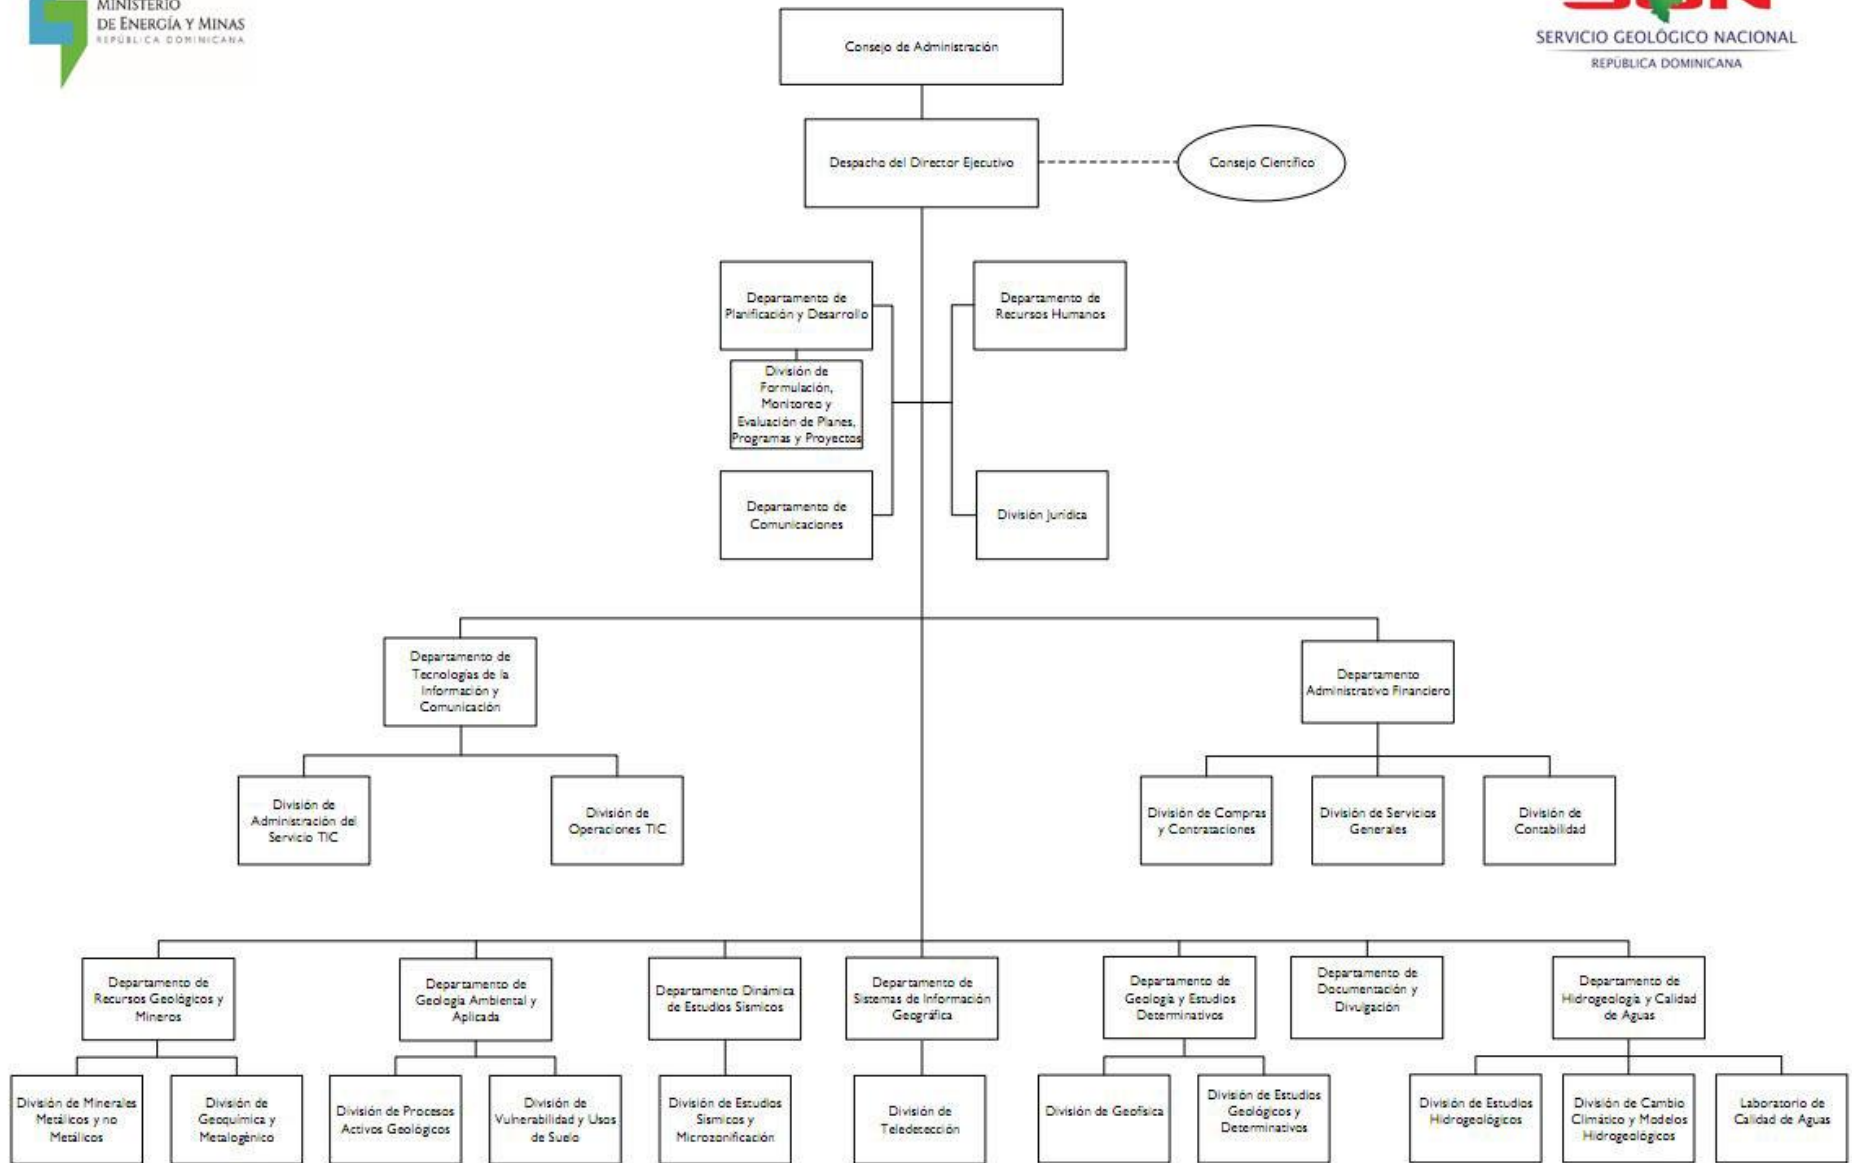 MINISTERIO
DE ENERGÍA Y MINAS
REPÚBLICA DOMINICANA
SGN
SERVICIO GEOLÓGICO NACIONAL
REPÚBLICA DOMINICANA
Consejo de Administración
Despacho del Director Ejecutivo
Consejo Científico
Departamento de
Planificación y Desarrollo
Departamento de
Recursos Humanos
División de
Formulación,
Monitoreo y
Evaluación de Planes,
Programas y Proyectos
Departamento de
Comunicaciones
División Jurídica
Departamento de
Tecnologías de la
Información y
Comunicación
Departamento
Administrativo Financiero
División de
Administración del
Servicio TIC
División de
Operaciones TIC
División de Compras
y Contrataciones
División de Servicios
Generales
División de
Contabilidad
Departamento de
Recursos Geológicos y
Mineros
Departamento de
Geología Ambiental y
Aplicada
Departamento Dinámica
de Estudios Sísmicos
Departamento de
Sistemas de Información
Geográfica
Departamento de
Geología y Estudios
Determinativos
Departamento de
Documentación y
Divulgación
Departamento de
Hidrogeología y Calidad
de Aguas
División de Minerales
Metálicos y no
Metálicos
División de
Geoquímica y
Metalogénico
División de Procesos
Activos Geológicos
División de
Vulnerabilidad y Usos
de Suelo
División de Estudios
Sísmicos y
Microzonificación
División de
Teledetección
División de Geofísica
División de Estudios
Geológicos y
Determinativos
División de Estudios
Hidrogeológicos
División de Cambio
Climático y Modelos
Hidrogeológicos
Laboratorio de
Calidad de Aguas